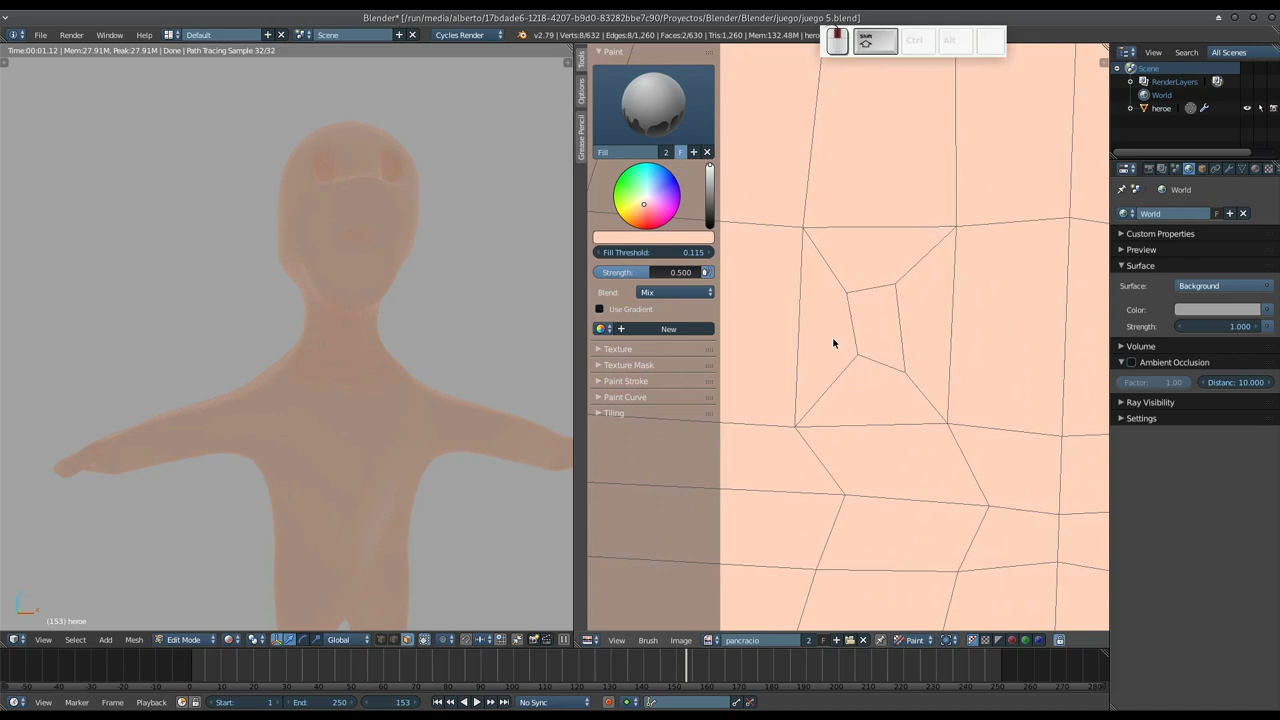 Blender* [/run/media/alberto/17bdade6-1218-4207-b9d0-83282bbe7c90/Proyectos/Blender/Blender/juego/juego 5.blend]
File Render Window Help Default Scene Cycles Render v2.79 | Verts:8/632 | Edges:8/1,260 | Faces:2/630 | Tris:1,260 | Mem:132.48M | hero
Shift Ctrl Alt
Time:00:01.12 | Mem:27.91M, Peak:27.91M | Done | Path Tracing Sample 32/32
Tools
Options
Grease Pencil
Paint
Fill 2 F
Fill Threshold: 0.115
Strength: 0.500
Blend: Mix
Use Gradient
New
Texture
Texture Mask
Paint Stroke
Paint Curve
Tiling
View Search All Scenes
Scene
RenderLayers
World
heroe
World
World F
Custom Properties
Preview
Surface
Surface: Background
Color:
Strength: 1.000
Volume
Ambient Occlusion
Factor: 1.00 Distanc: 10.000
Ray Visibility
Settings
(153) heroe
View Select Add Mesh Edit Mode Global
View Brush Image pancracio 2 F Paint
-50 -40 -30 -20 -10 0 10 20 30 40 50 60 70 80 90 100 110 120 130 140 150 160 170 180 190 200 210 220 230 240 250 260 270 280
View Marker Frame Playback Start: 1 End: 250 153 No Sync